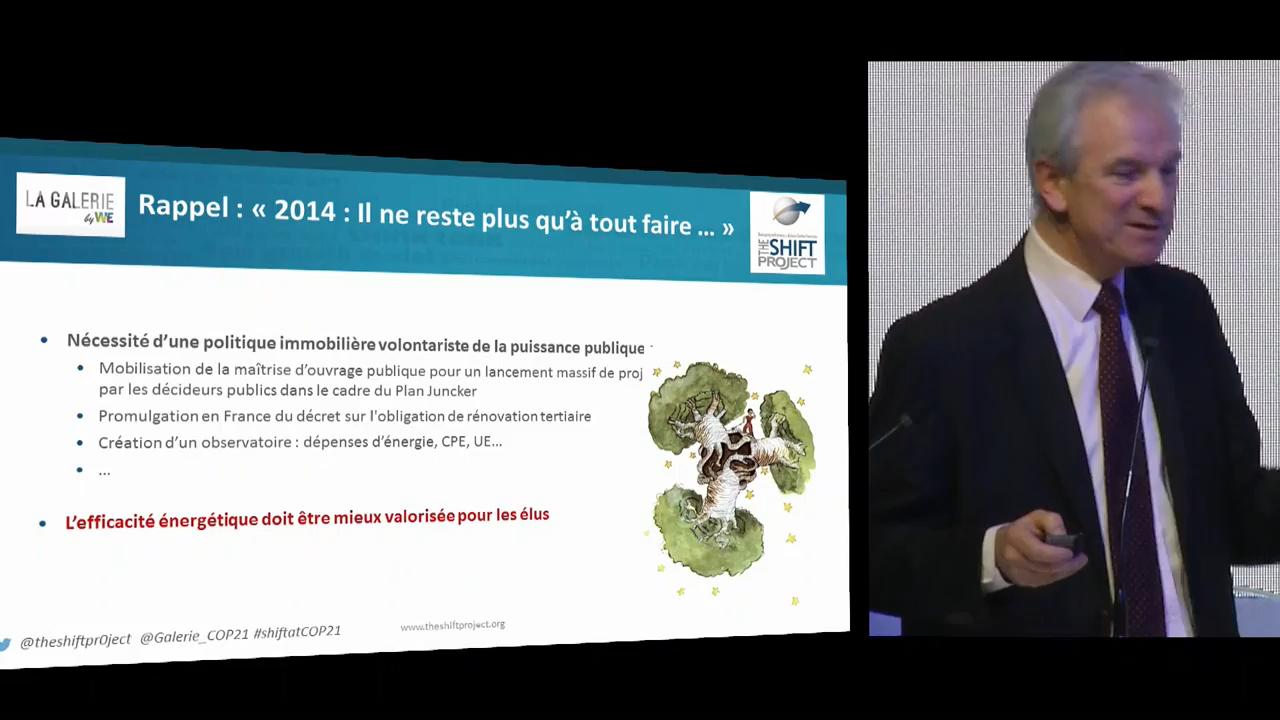 LA GALERIE
by WE
Rappel : « 2014 : Il ne reste plus qu'à tout faire ... »
THE SHIFT
PROJECT
• Nécessité d'une politique immobilière volontariste de la puissance publique
• Mobilisation de la maîtrise d'ouvrage publique pour un lancement massif de proj
par les décideurs publics dans le cadre du Plan Juncker
• Promulgation en France du décret sur l'obligation de rénovation tertiaire
• Création d'un observatoire : dépenses d'énergie, CPE, UE...
• ...
• L'efficacité énergétique doit être mieux valorisée pour les élus
@theshiftpr0ject @Galerie_COP21 #shiftatCOP21
www.theshiftproject.org